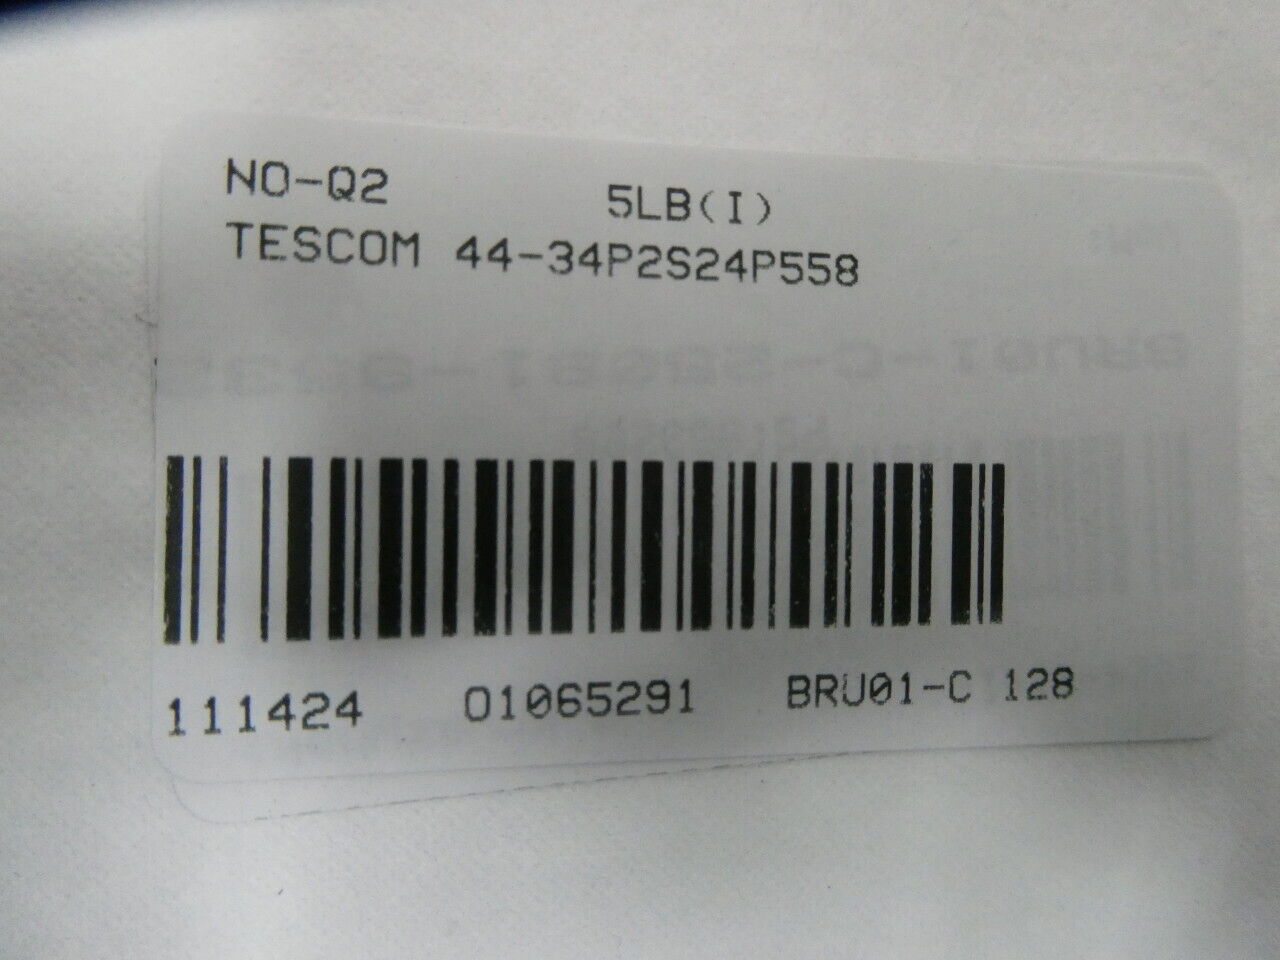 NO-Q2 5LB(I)
TESCOM 44-34P2S24P558
111424 01065291 BRU01-C 128